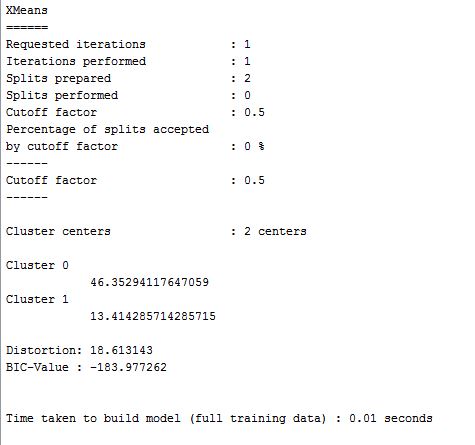 XMeans
======
Requested iterations : 1
Iterations performed : 1
Splits prepared : 2
Splits performed : 0
Cutoff factor : 0.5
Percentage of splits accepted
by cutoff factor : 0 %
------
Cutoff factor : 0.5
------
Cluster centers : 2 centers
Cluster 0
46.35294117647059
Cluster 1
13.414285714285715
Distortion: 18.613143
BIC-Value : -183.977262
Time taken to build model (full training data) : 0.01 seconds